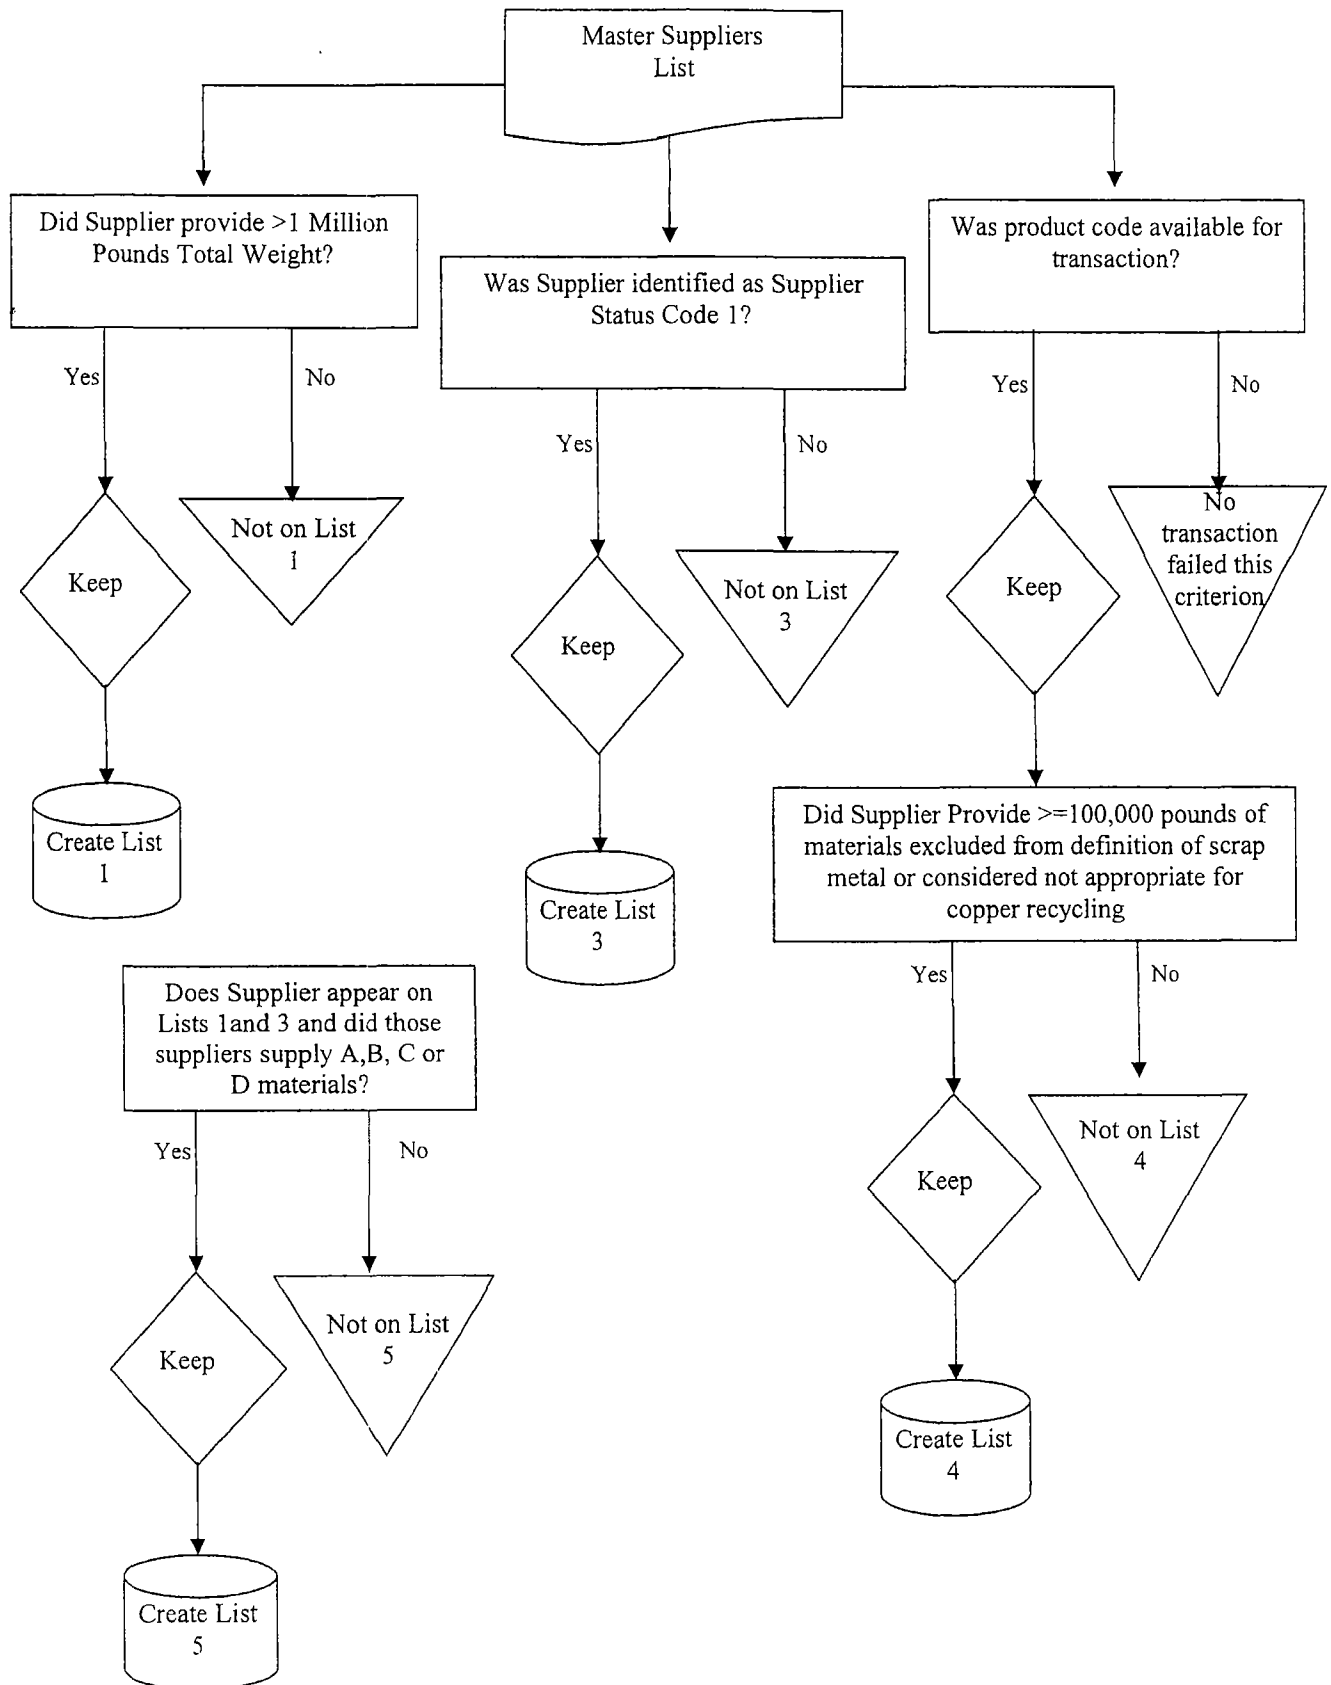 Master Suppliers
List
Did Supplier provide >1 Million
Pounds Total Weight?
Yes
No
Keep
Not on List
1
Create List
1
Was Supplier identified as Supplier
Status Code 1?
Yes
No
Keep
Not on List
3
Create List
3
Was product code available for
transaction?
Yes
No
Keep
No
transaction
failed this
criterion
Did Supplier Provide >=100,000 pounds of
materials excluded from definition of scrap
metal or considered not appropriate for
copper recycling
Yes
No
Keep
Not on List
4
Create List
4
Does Supplier appear on
Lists 1and 3 and did those
suppliers supply A,B, C or
D materials?
Yes
No
Keep
Not on List
5
Create List
5